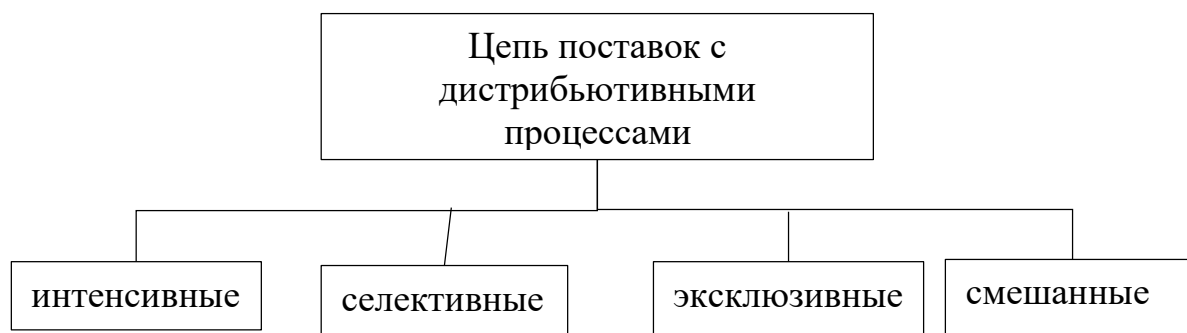 Цепь поставок с
дистрибьютивными
процессами
интенсивные
селективные
эксклюзивные
смешанные